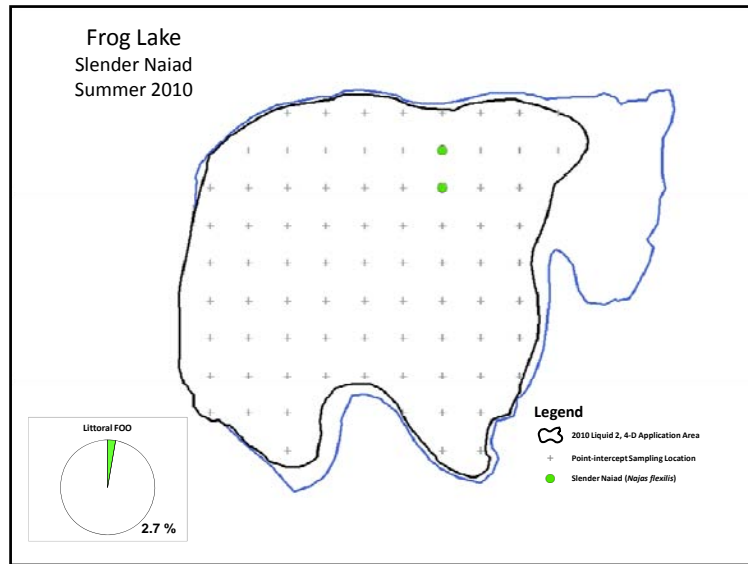 Frog Lake
Slender Naiad
Summer 2010
Littoral FOO
2.7 %
Legend
2010 Liquid 2, 4-D Application Area
Point-intercept Sampling Location
Slender Naiad (Najas flexilis)